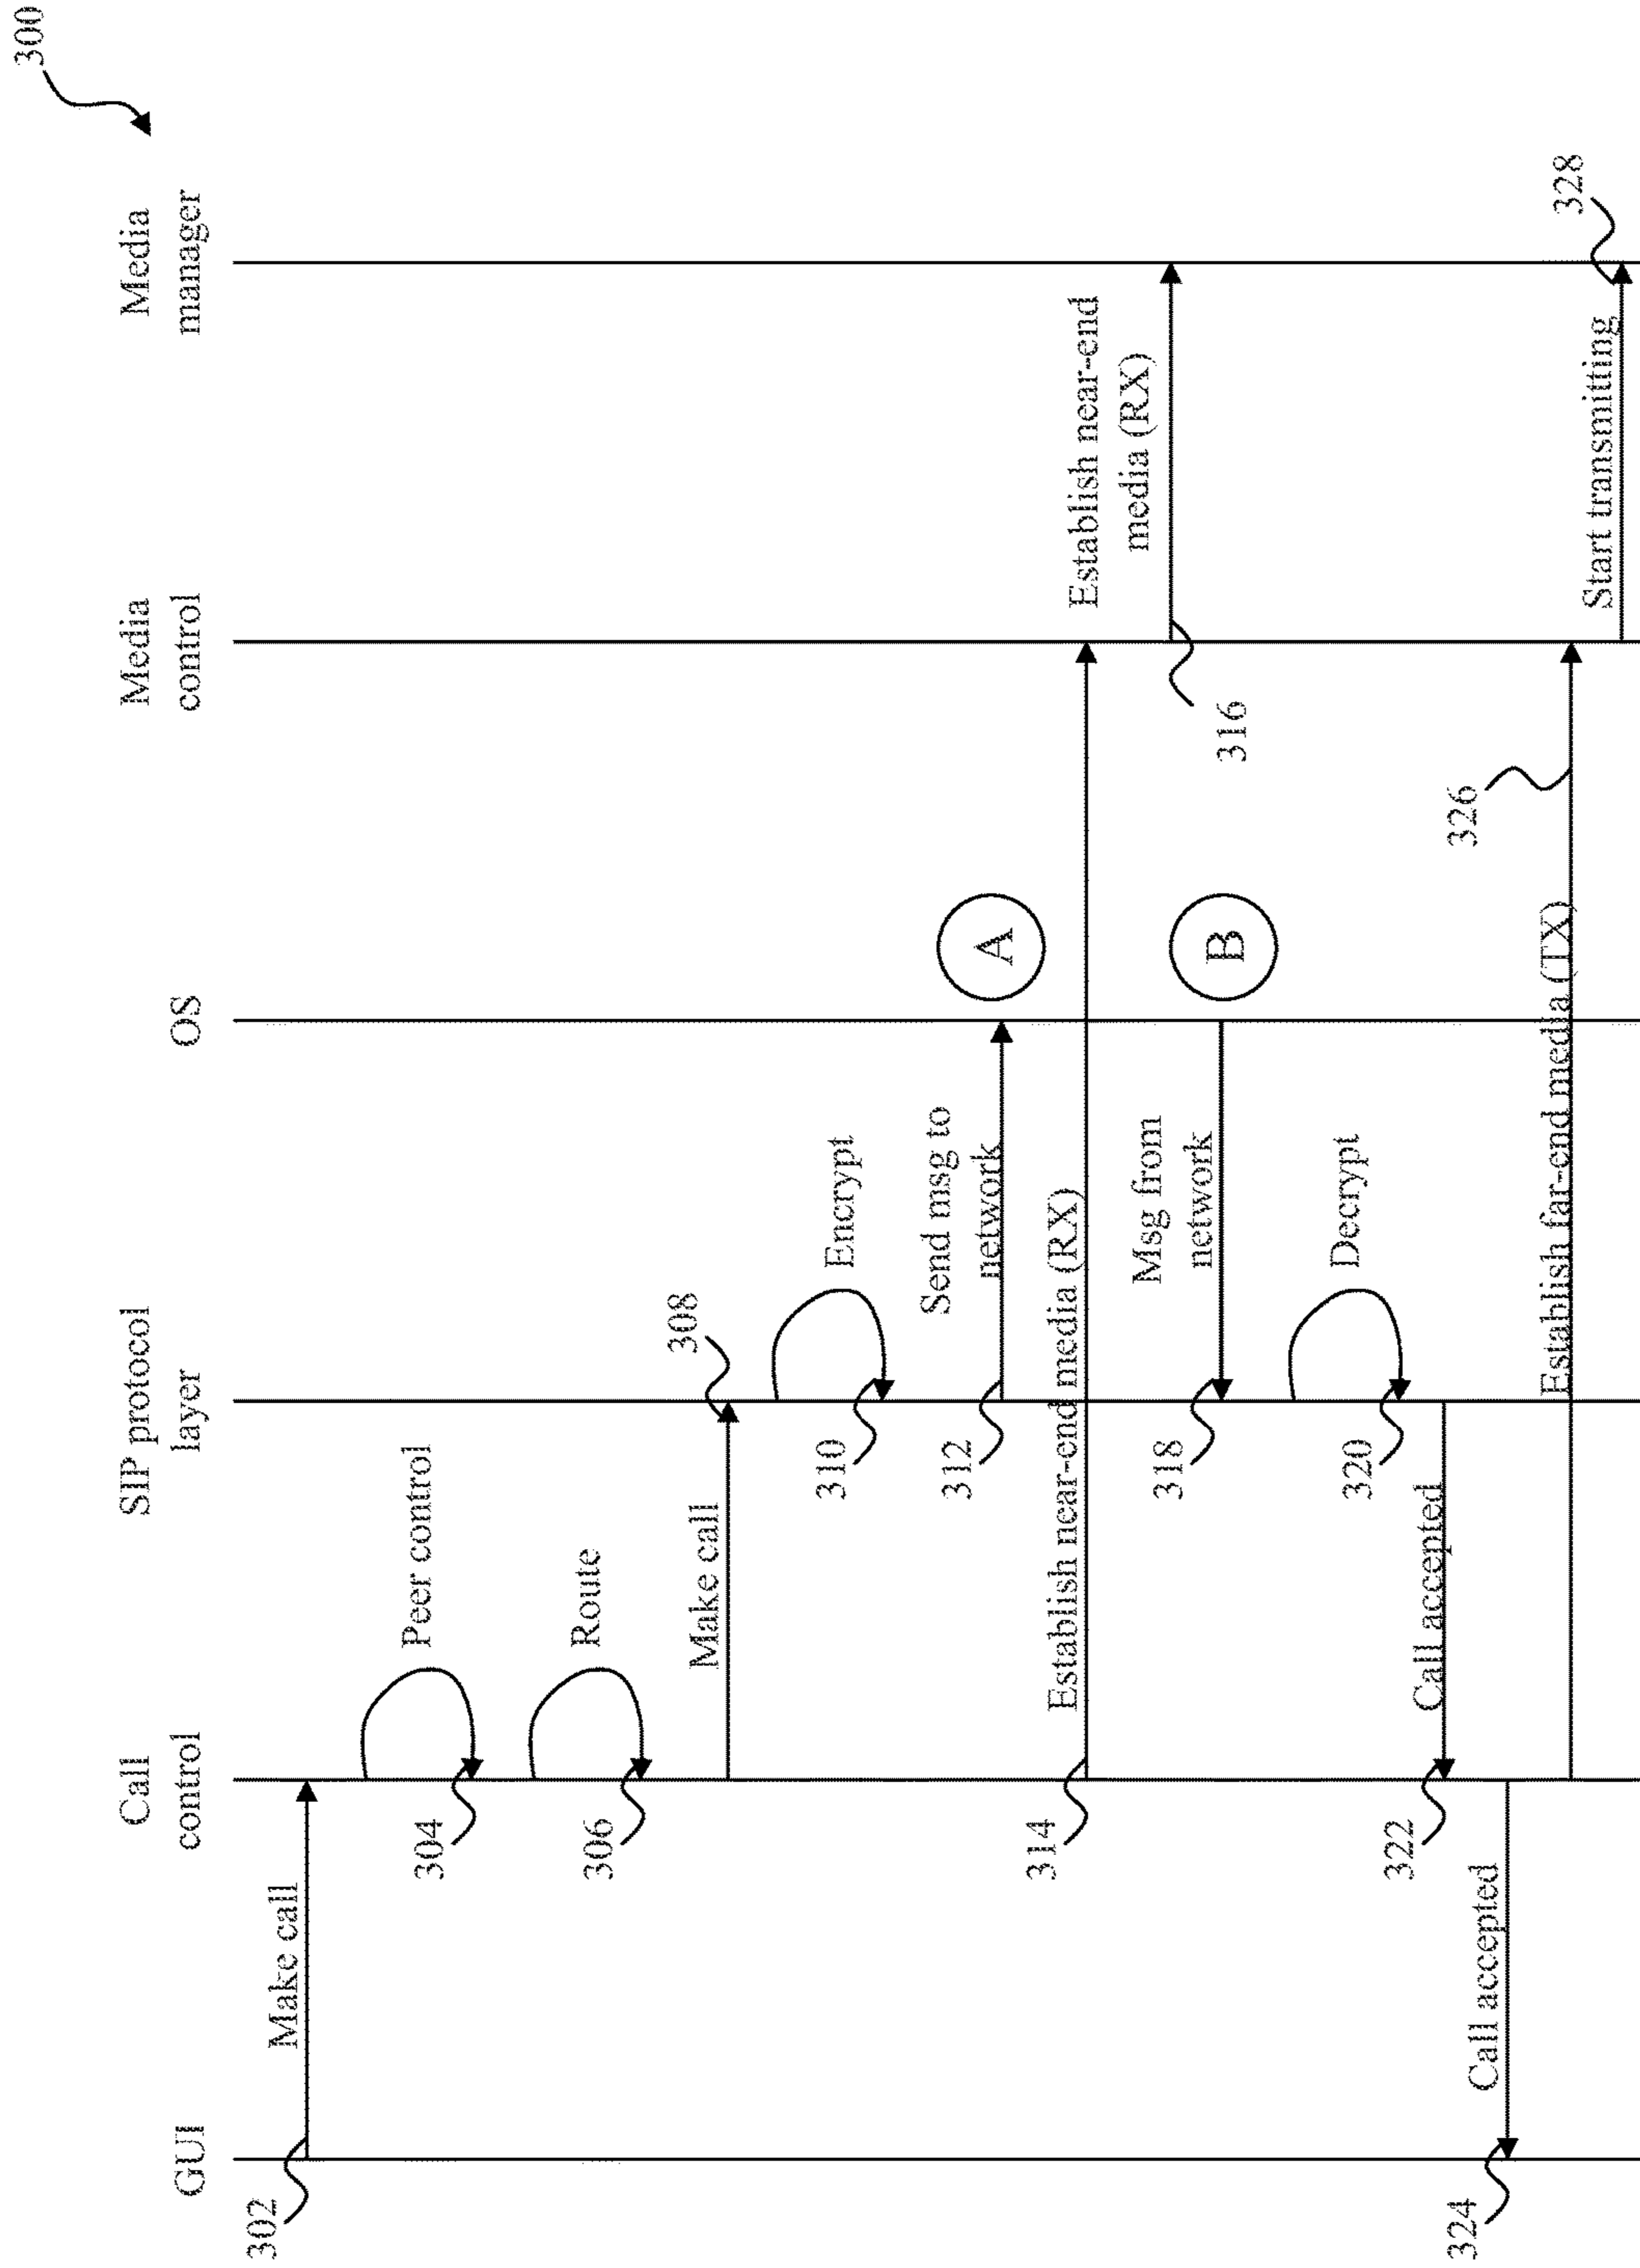 300
GUI
Call
control
SIP protocol
layer
OS
Media
control
Media
manager
302
Make call
304
Peer control
306
Route
Make call
308
310
Encrypt
312
Send msg to
network
A
314
Establish near-end media (RX)
316
Establish near-end
media (RX)
318
Msg from
network
B
320
Decrypt
322
Call accepted
324
Call accepted
Establish far-end media (TX)
326
Start transmitting
328